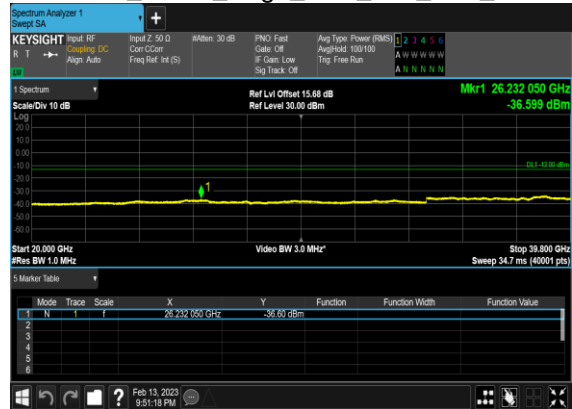 Spectrum Analyzer 1
Swept SA
KEYSIGHT Input: RF Input Z: 50 Ω #Atten: 30 dB PNO: Fast Avg Type: Power (RMS) 1 2 3 4 5 6
R T Coupling: DC Corr CCorr Gate: Off Avg|Hold: 100/100 A W W W W W
Align: Auto Freq Ref: Int (S) IF Gain: Low Trig: Free Run
Sig Track: Off A N N N N N
1 Spectrum Ref Lvl Offset 15.68 dB Mkr1 26.232 050 GHz
Scale/Div 10 dB Ref Level 30.00 dBm -36.599 dBm
Log
20.0
10.0
0.00
-10.0 DL1 -13.00 dBm
-20.0
-30.0 1
-40.0
-50.0
-60.0
Start 20.000 GHz Video BW 3.0 MHz* Stop 39.800 GHz
#Res BW 1.0 MHz Sweep 34.7 ms (40001 pts)
5 Marker Table
Mode Trace Scale X Y Function Function Width Function Value
1 N 1 f 26.232 050 GHz -36.60 dBm
2
3
4
5
6
? Feb 13, 2023
9:51:18 PM